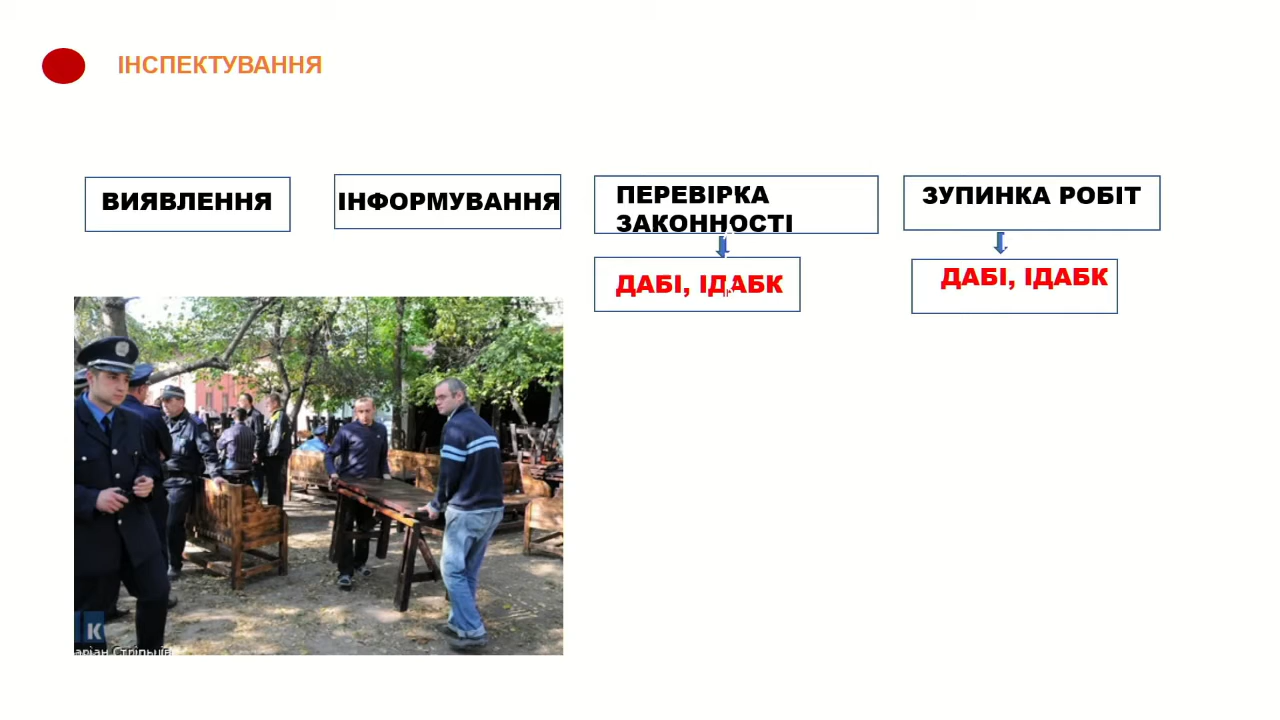 ІНСПЕКТУВАННЯ
ВИЯВЛЕННЯ
ІНФОРМУВАННЯ
ПЕРЕВІРКА
ЗАКОННОСТІ
ЗУПИНКА РОБІТ
ДАБІ, ІДАБК
ДАБІ, ІДАБК
К